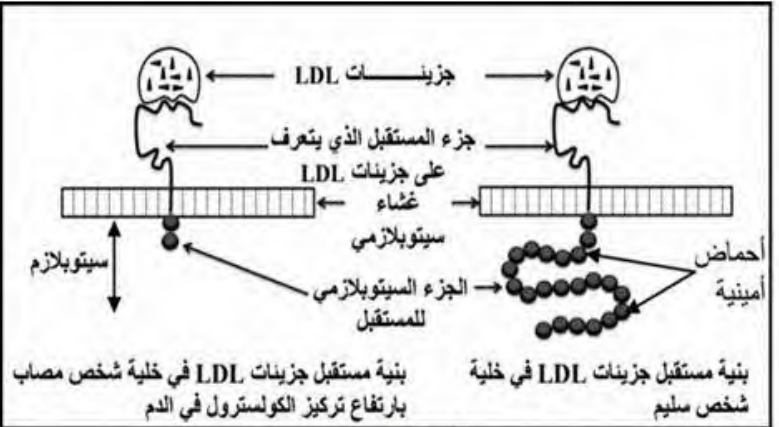 جزيئـــــات LDL
جزء المستقبل الذي يتعرف
على جزيئات LDL
غشاء
سيتوبلازمي
أحماض
أمينية
سيتوبلازم
الجزء السيتوبلازمي
للمستقبل
بنية مستقبل جزيئات LDL في خلية
شخص سليم
بنية مستقبل جزيئات LDL في خلية شخص مصاب
بارتفاع تركيز الكولسترول في الدم